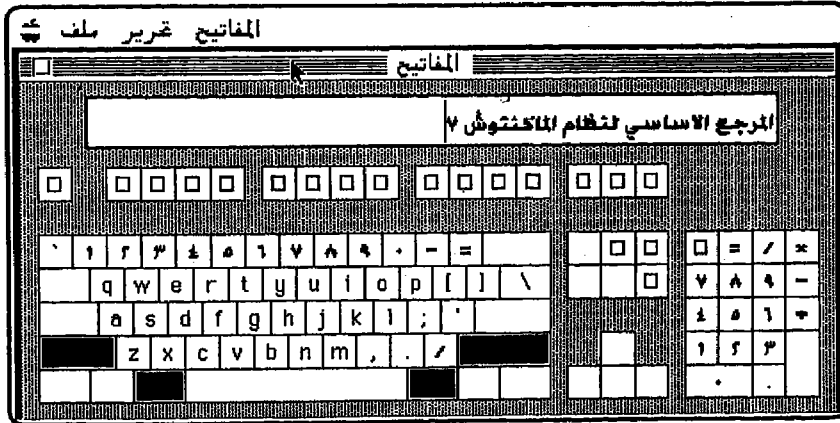 المفاتيح تحرير ملف
المفاتيح
المرجع الاساسي لنظام الماكنتوش ٧
` ١ ٢ ٣ ٤ ٥ ٦ ٧ ٨ ٩ ٠ - = = / *
q w e r t y u i o p [ ] \ ٧ ٨ ٩ -
a s d f g h j k l ; ' ٤ ٥ ٦ +
z x c v b n m , . / ١ ٢ ٣
٠ .